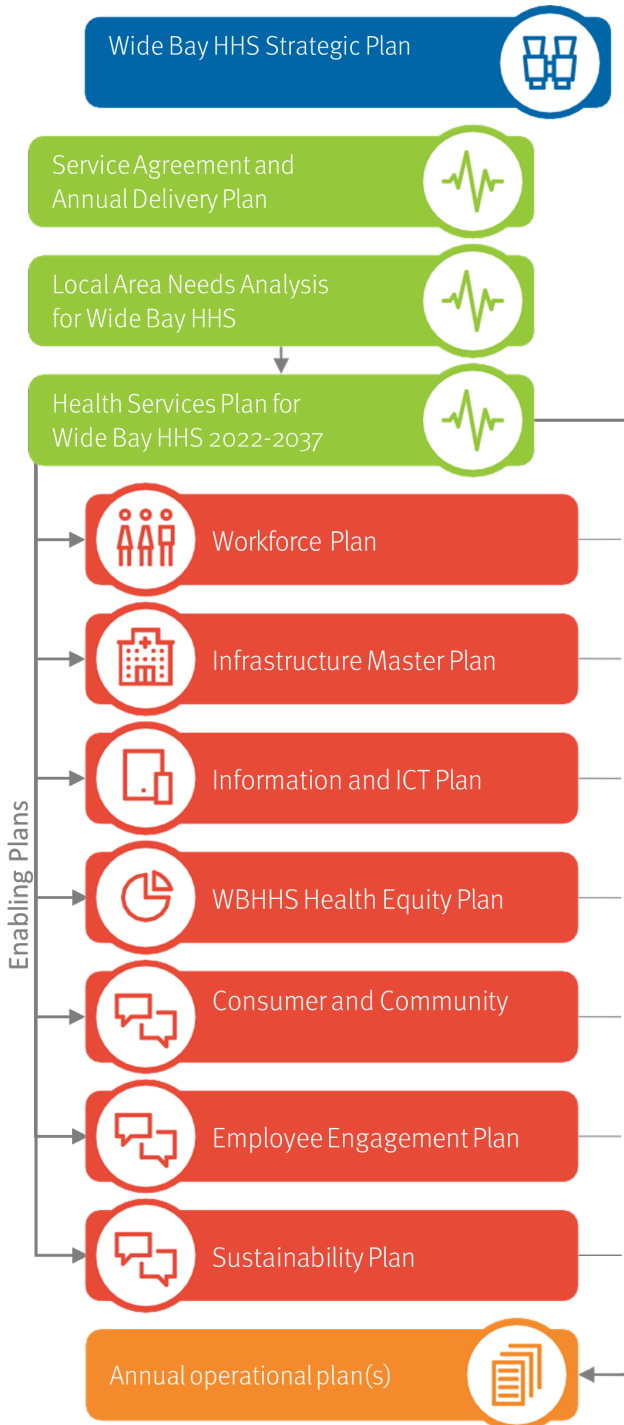 Wide Bay HHS Strategic Plan
Service Agreement and
Annual Delivery Plan
Local Area Needs Analysis
for Wide Bay HHS
Health Services Plan for
Wide Bay HHS 2022-2037
Enabling Plans
Workforce Plan
Infrastructure Master Plan
Information and ICT Plan
WBHHS Health Equity Plan
Consumer and Community
Employee Engagement Plan
Sustainability Plan
Annual operational plan(s)